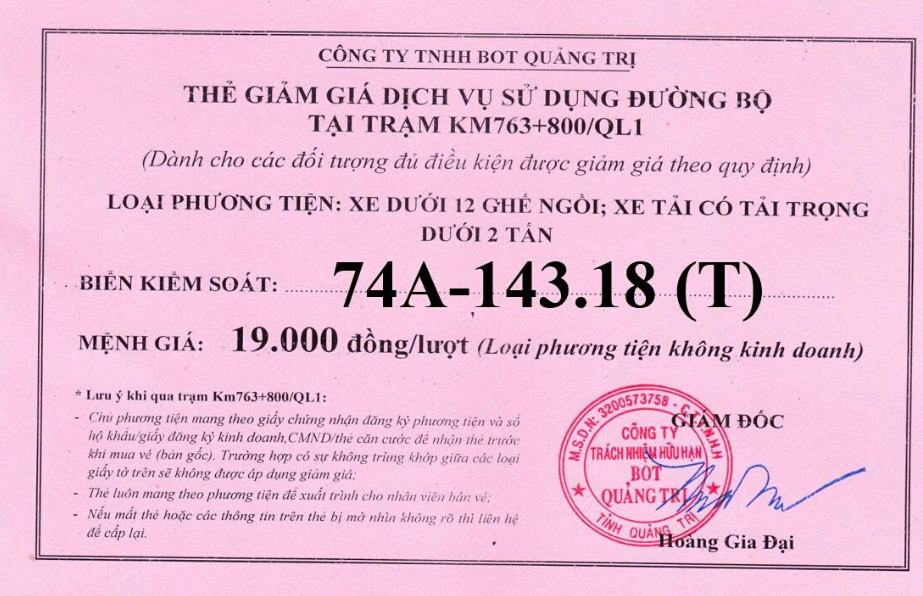 CÔNG TY TNHH BOT QUẢNG TRỊ
THẺ GIẢM GIÁ DỊCH VỤ SỬ DỤNG ĐƯỜNG BỘ
TẠI TRẠM KM763+800/QL1
(Dành cho các đối tượng đủ điều kiện được giảm giá theo quy định)
LOẠI PHƯƠNG TIỆN: XE DƯỚI 12 GHẾ NGỒI; XE TẢI CÓ TẢI TRỌNG
DƯỚI 2 TẤN
BIỂN KIỂM SOÁT: 74A-143.18 (T)
MỆNH GIÁ: 19.000 đồng/lượt (Loại phương tiện không kinh doanh)
* Lưu ý khi qua trạm Km763+800/QL1:
- Chủ phương tiện mang theo giấy chứng nhận đăng ký phương tiện và sổ
hộ khẩu/giấy đăng ký kinh doanh,CMND/thẻ căn cước để nhận thẻ trước
khi mua vé (bản gốc). Trường hợp có sự không trùng khớp giữa các loại
giấy tờ trên sẽ không được áp dụng giảm giá;
- Thẻ luôn mang theo phương tiện để xuất trình cho nhân viên bán vé;
- Nếu mất thẻ hoặc các thông tin trên thẻ bị mờ nhìn không rõ thì liên hệ
để cấp lại.
GIÁM ĐỐC
M.S.D.N: 3200573758 - C.T.T.N.H.H
CÔNG TY
TRÁCH NHIỆM HỮU HẠN
BOT
QUẢNG TRỊ
TỈNH QUẢNG TRỊ
Hoàng Gia Đại